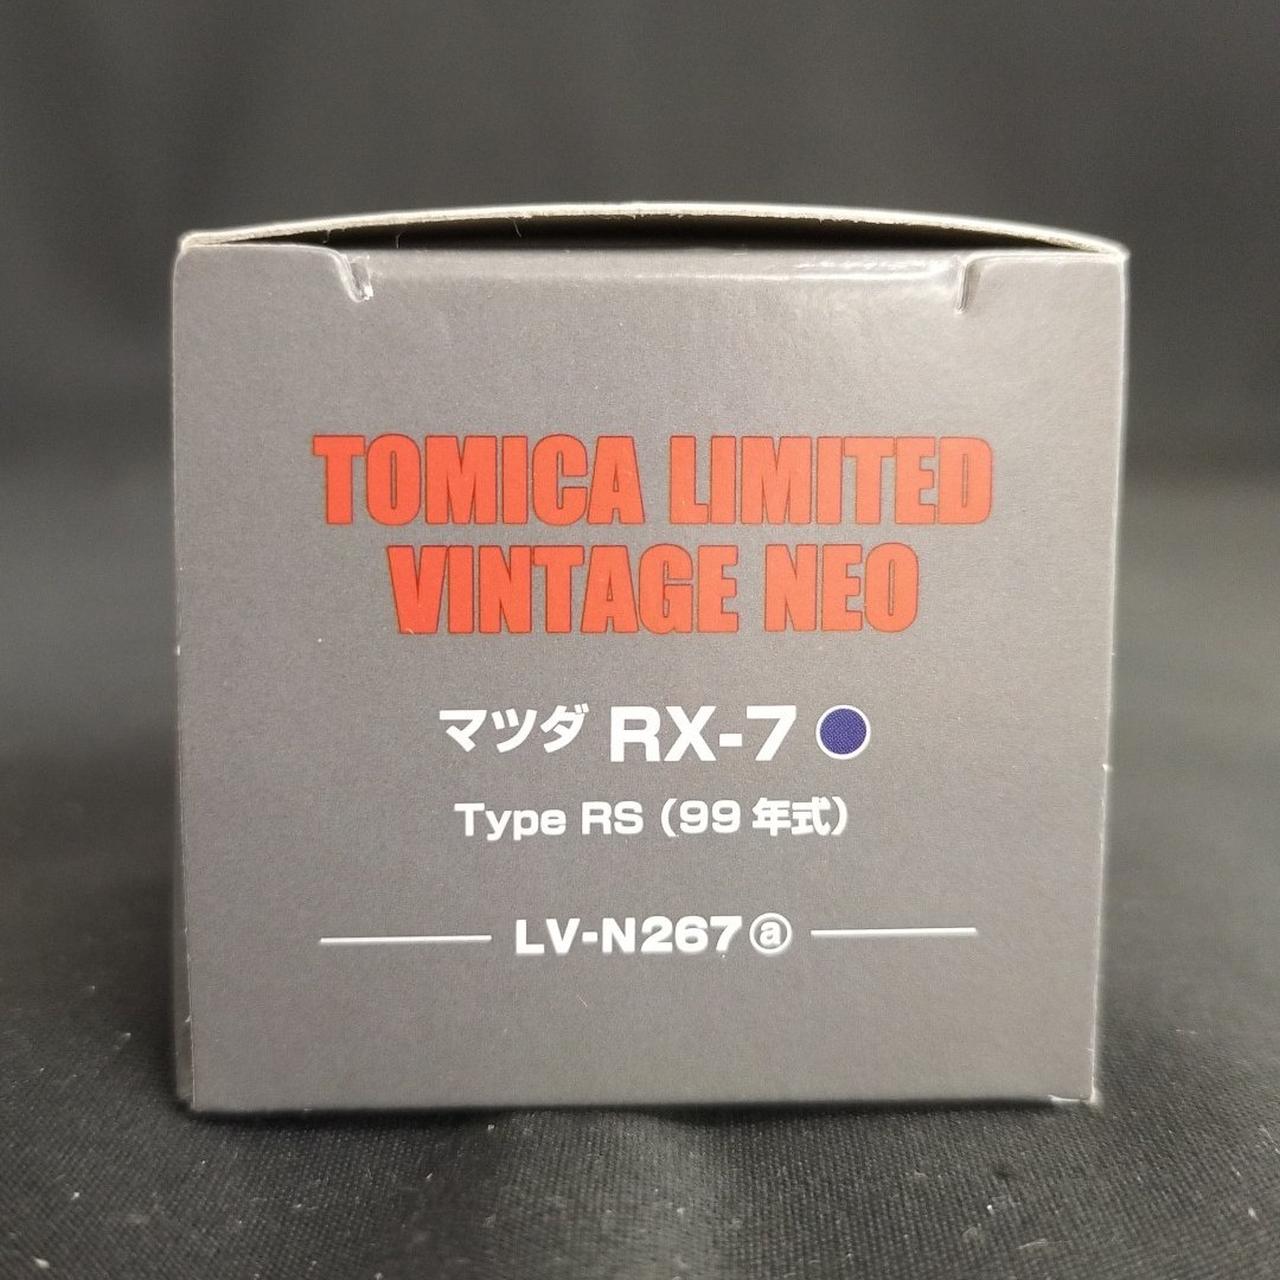 TOMICA LIMITED
VINTAGE NEO
マツダ RX-7
Type RS（99年式）
LV-N267ⓐ